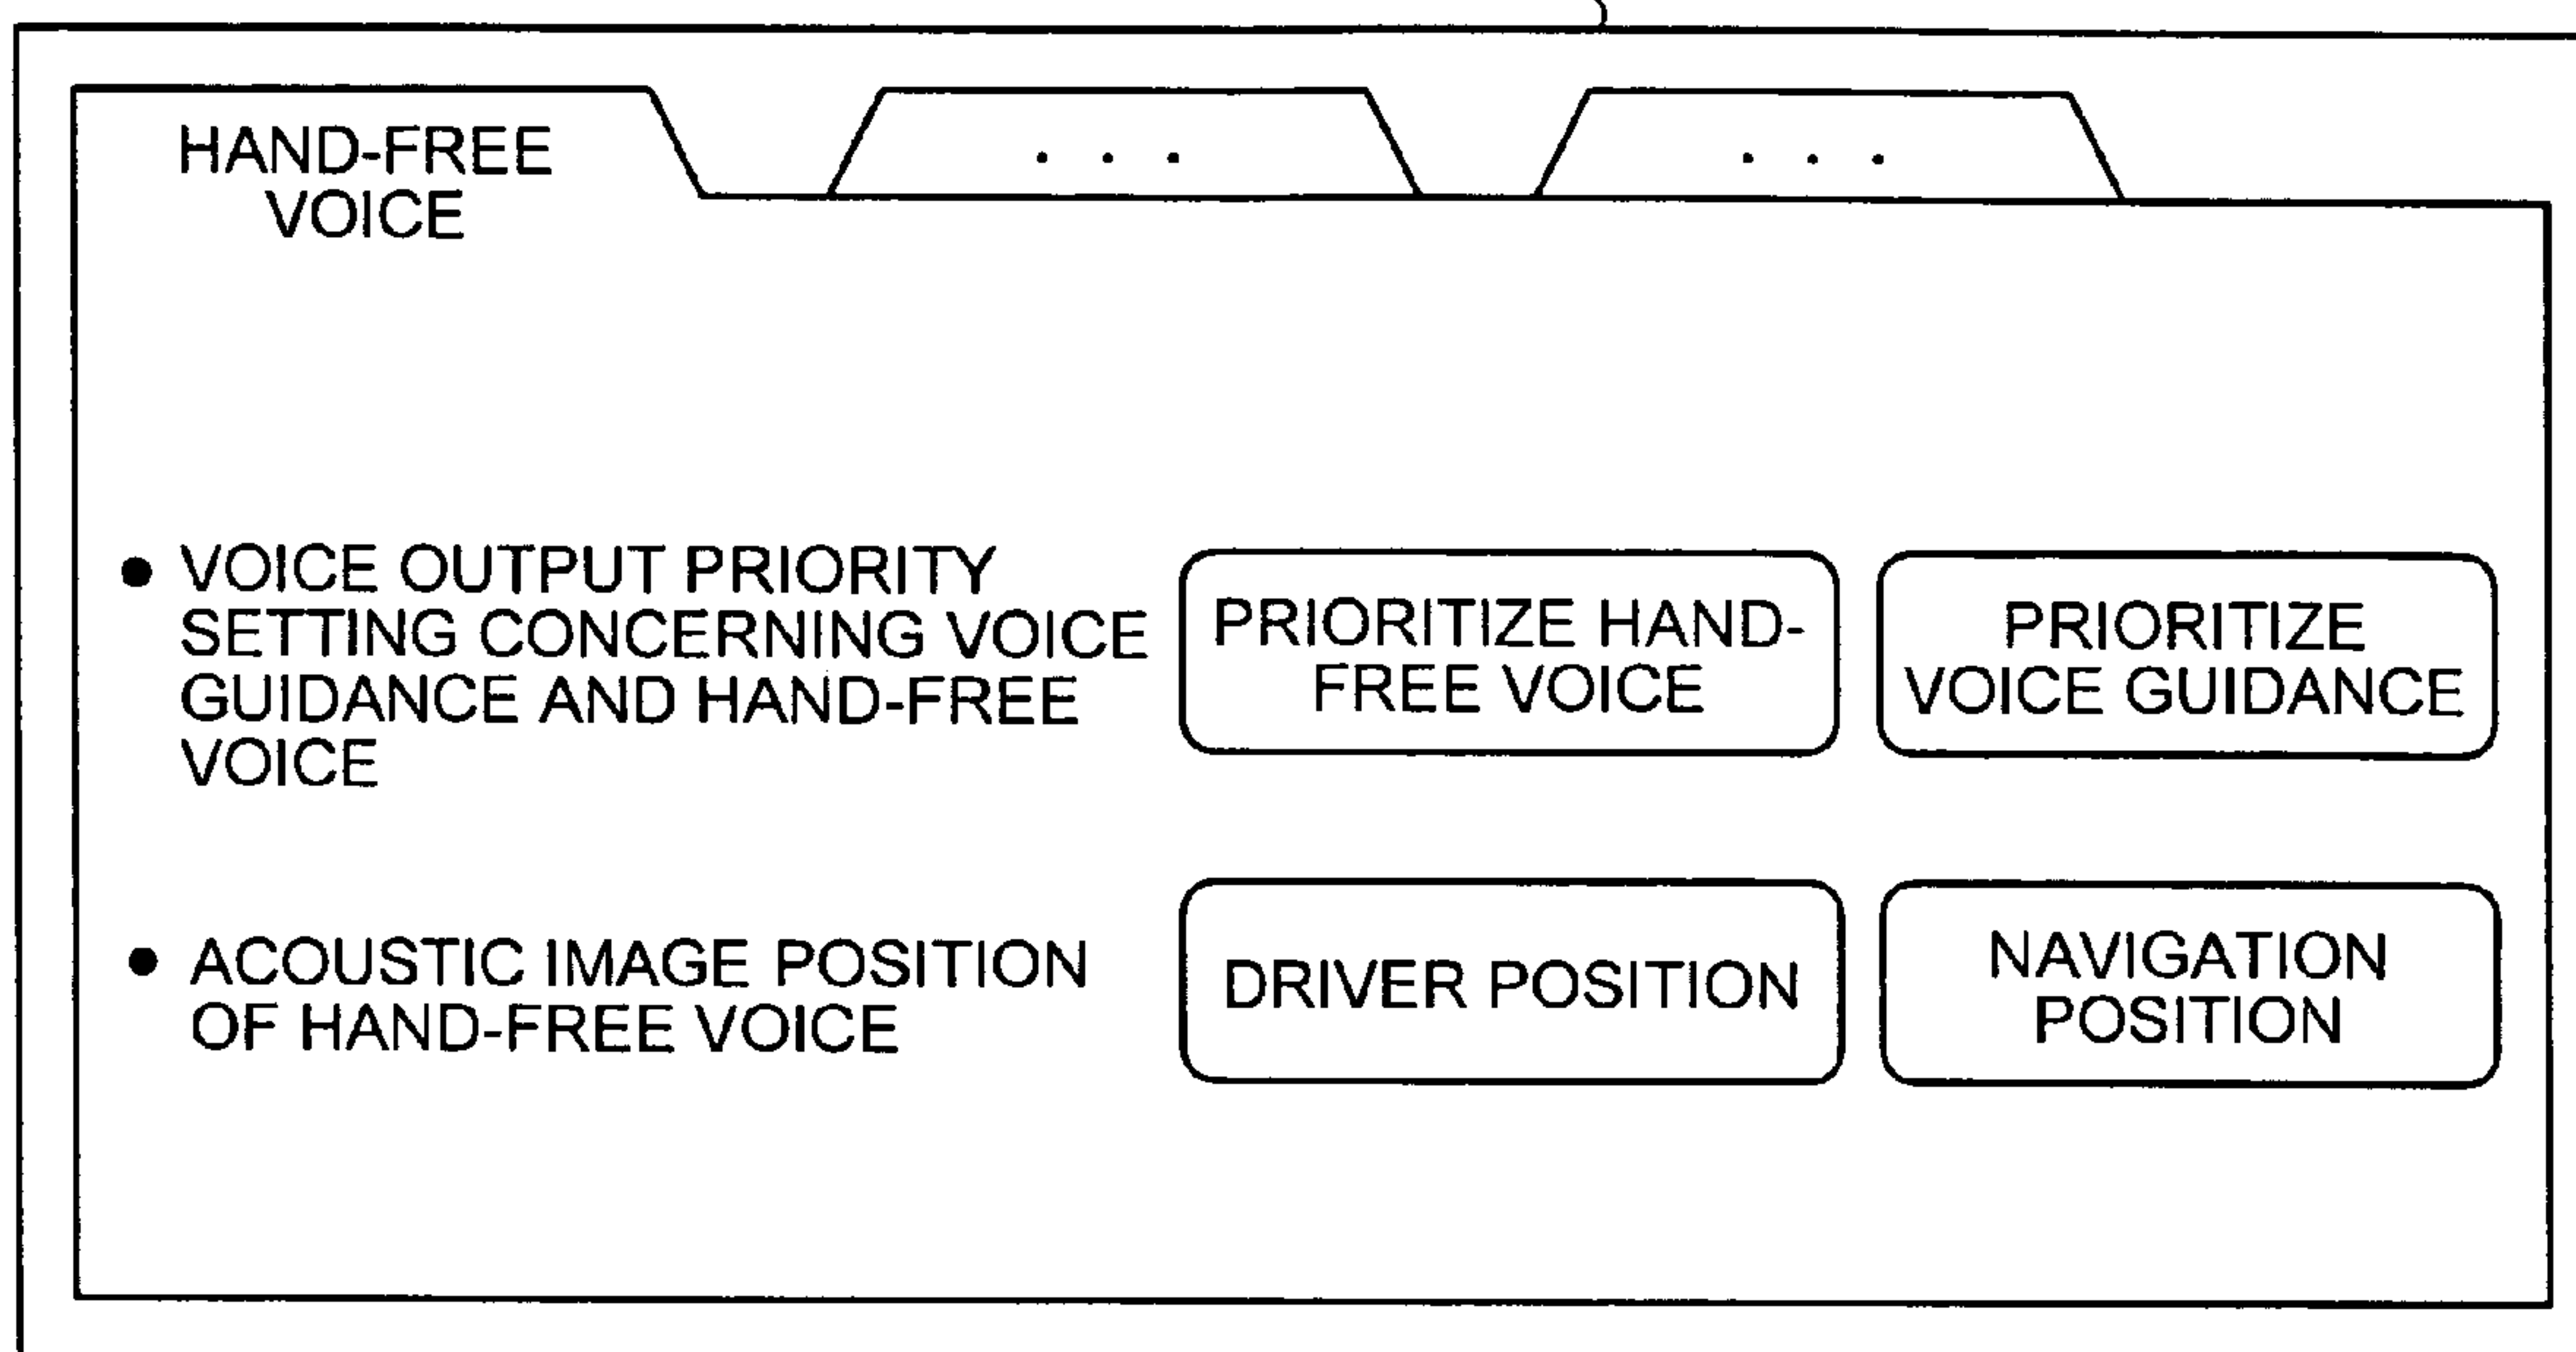 HAND-FREE
VOICE
. . .
. . .
● VOICE OUTPUT PRIORITY
SETTING CONCERNING VOICE
GUIDANCE AND HAND-FREE
VOICE
PRIORITIZE HAND-
FREE VOICE
PRIORITIZE
VOICE GUIDANCE
● ACOUSTIC IMAGE POSITION
OF HAND-FREE VOICE
DRIVER POSITION
NAVIGATION
POSITION